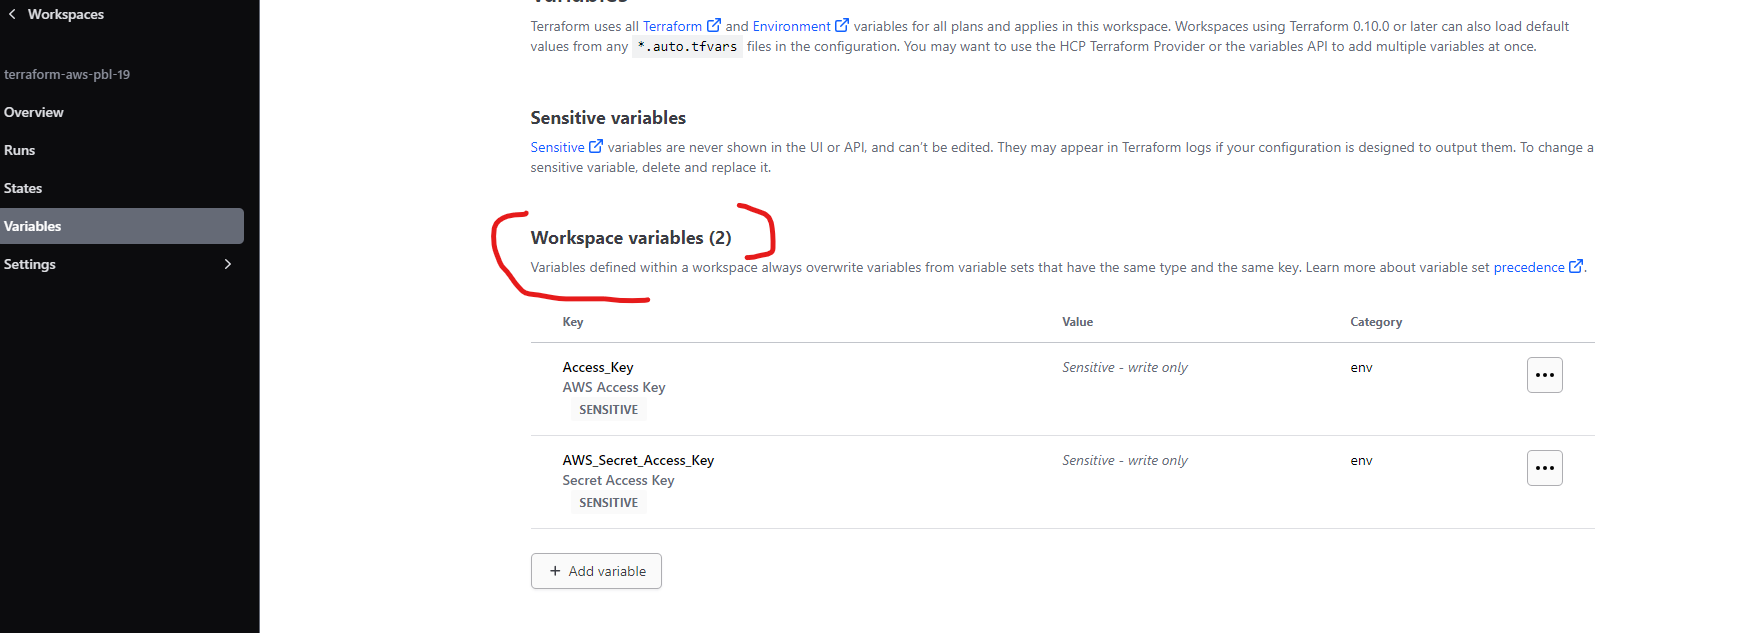 Workspaces
terraform-aws-pbl-19
Overview
Runs
States
Variables
Settings
Variables
Terraform uses all Terraform and Environment variables for all plans and applies in this workspace. Workspaces using Terraform 0.10.0 or later can also load default
values from any *.auto.tfvars files in the configuration. You may want to use the HCP Terraform Provider or the variables API to add multiple variables at once.
Sensitive variables
Sensitive variables are never shown in the UI or API, and can't be edited. They may appear in Terraform logs if your configuration is designed to output them. To change a
sensitive variable, delete and replace it.
Workspace variables (2)
Variables defined within a workspace always overwrite variables from variable sets that have the same type and the same key. Learn more about variable set precedence.
Key Value Category
Access_Key Sensitive - write only env
AWS Access Key
SENSITIVE
AWS_Secret_Access_Key Sensitive - write only env
Secret Access Key
SENSITIVE
+ Add variable